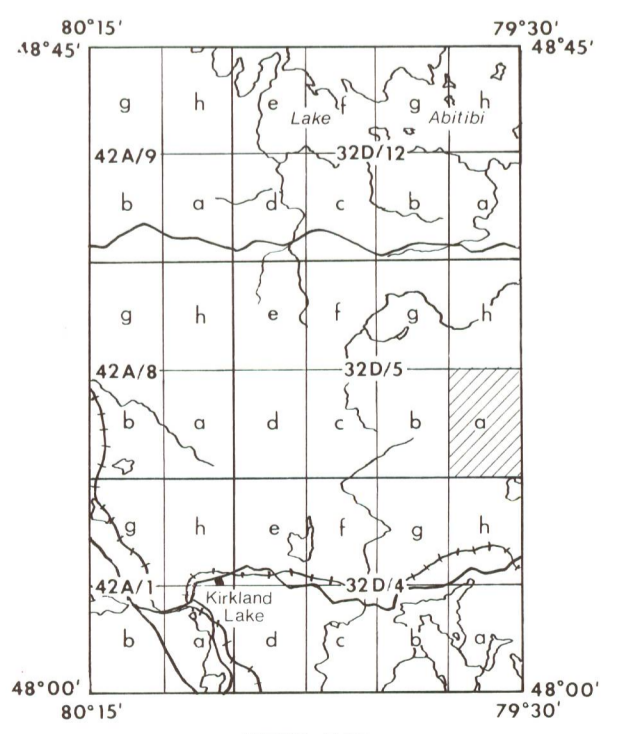 80°15' 79°30'
48°45' 48°45'
g h e f g h
Lake Abitibi
42A/9 32D/12
b a d c b a
g h e f g h
42A/8 32D/5
b a d c b a
g h e f g h
42A/1 32D/4
Kirkland
Lake
b a d c b a
48°00' 48°00'
80°15' 79°30'